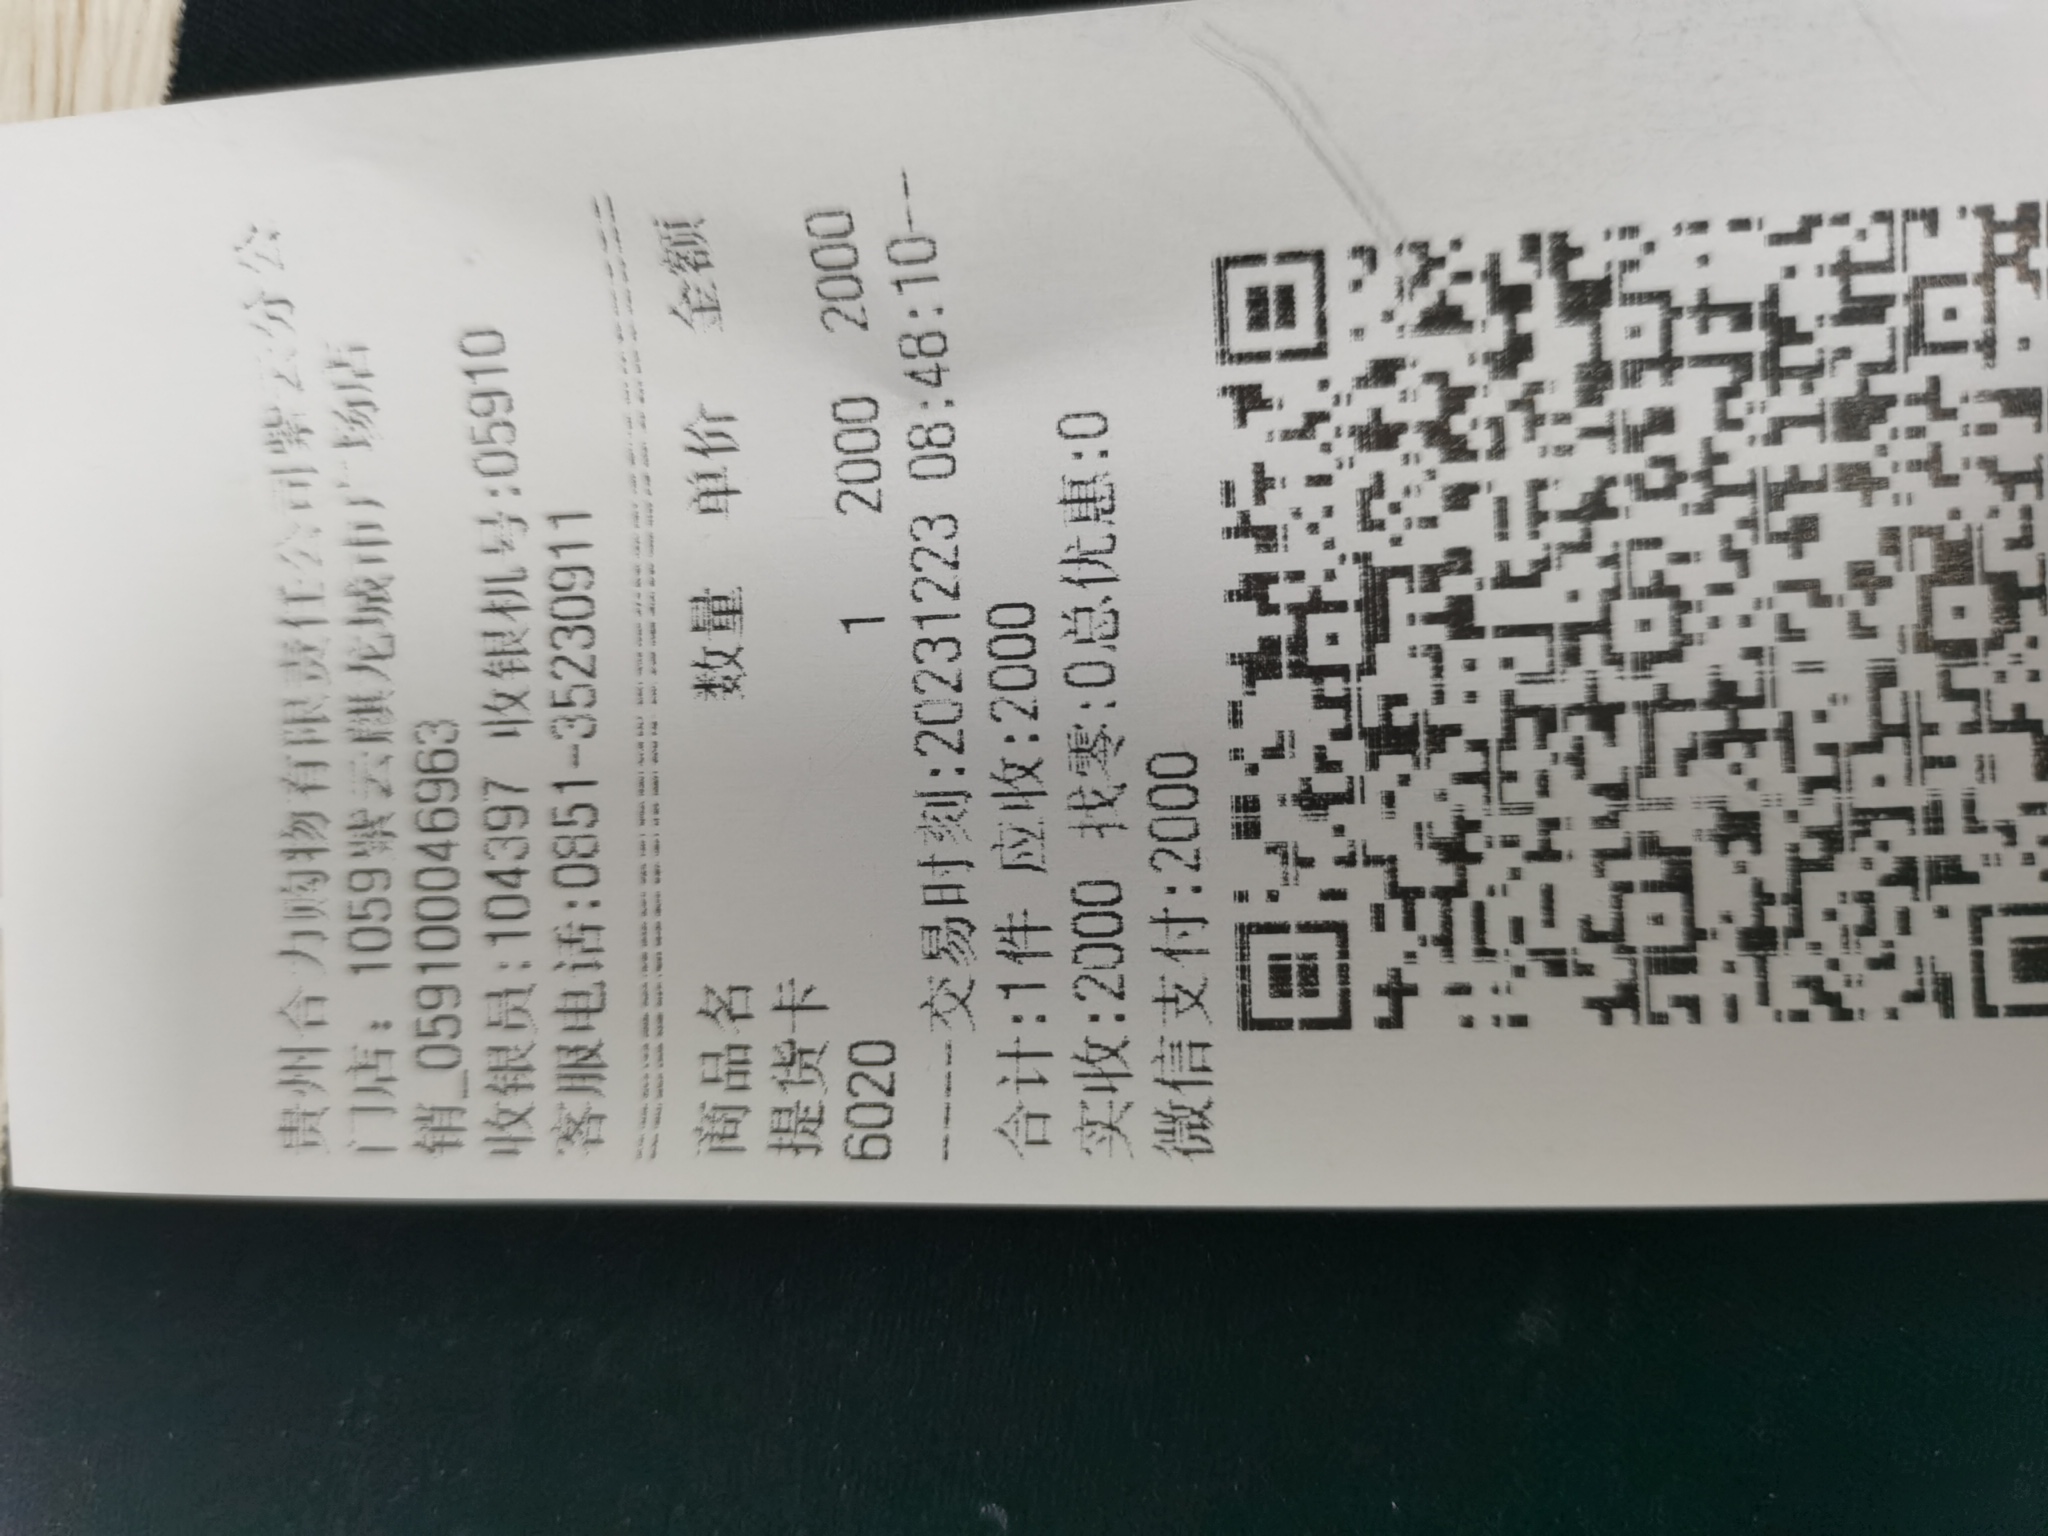 贵州合力购物有限责任公司紫云分公
门店: 1059紫云麒龙城市广场店
销_0591000046963
收银员:104397 收银机号:059910
客服电话:0851-35230911
商品名 数量 单价 金额
提货卡
6020 1 2000 2000
----交易时刻:20231223 08:48:10---
合计:1件 应收:2000
实收:2000 找零:0总优惠:0
微信支付:2000